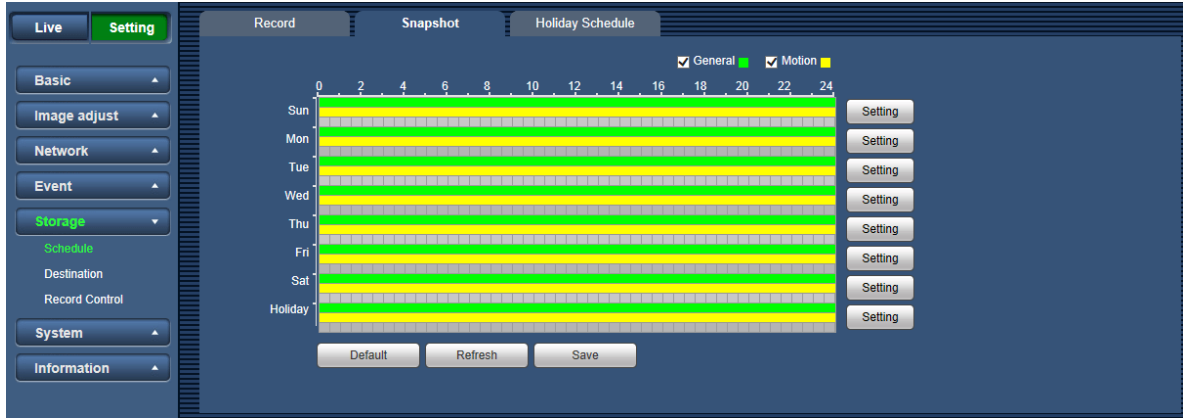 Live Setting
Basic
Image adjust
Network
Event
Storage
Schedule
Destination
Record Control
System
Information
Record Snapshot Holiday Schedule
General Motion
0 2 4 6 8 10 12 14 16 18 20 22 24
Sun Setting
Mon Setting
Tue Setting
Wed Setting
Thu Setting
Fri Setting
Sat Setting
Holiday Setting
Default Refresh Save